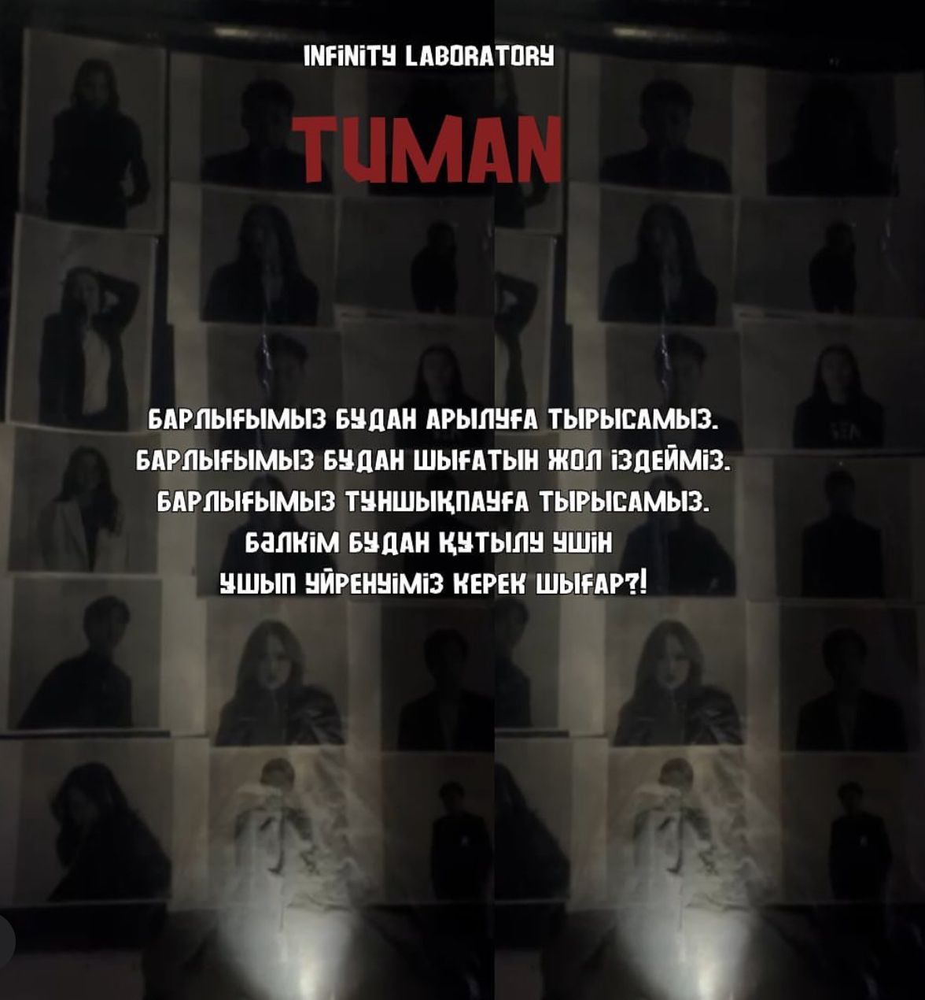 INFINITY LABORATORY
TUMAN
БАРЛЫҒЫМЫЗ БҰДАН АРЫЛУҒА ТЫРЫСАМЫЗ.
БАРЛЫҒЫМЫЗ БҰДАН ШЫҒАТЫН ЖОЛ ІЗДЕЙМІЗ.
БАРЛЫҒЫМЫЗ ТҰНШЫҚПАУҒА ТЫРЫСАМЫЗ.
БӘЛКІМ БҰДАН ҚҰТЫЛУ ҮШІН
ҰШЫП ҮЙРЕНУІМІЗ КЕРЕК ШЫҒАР?!